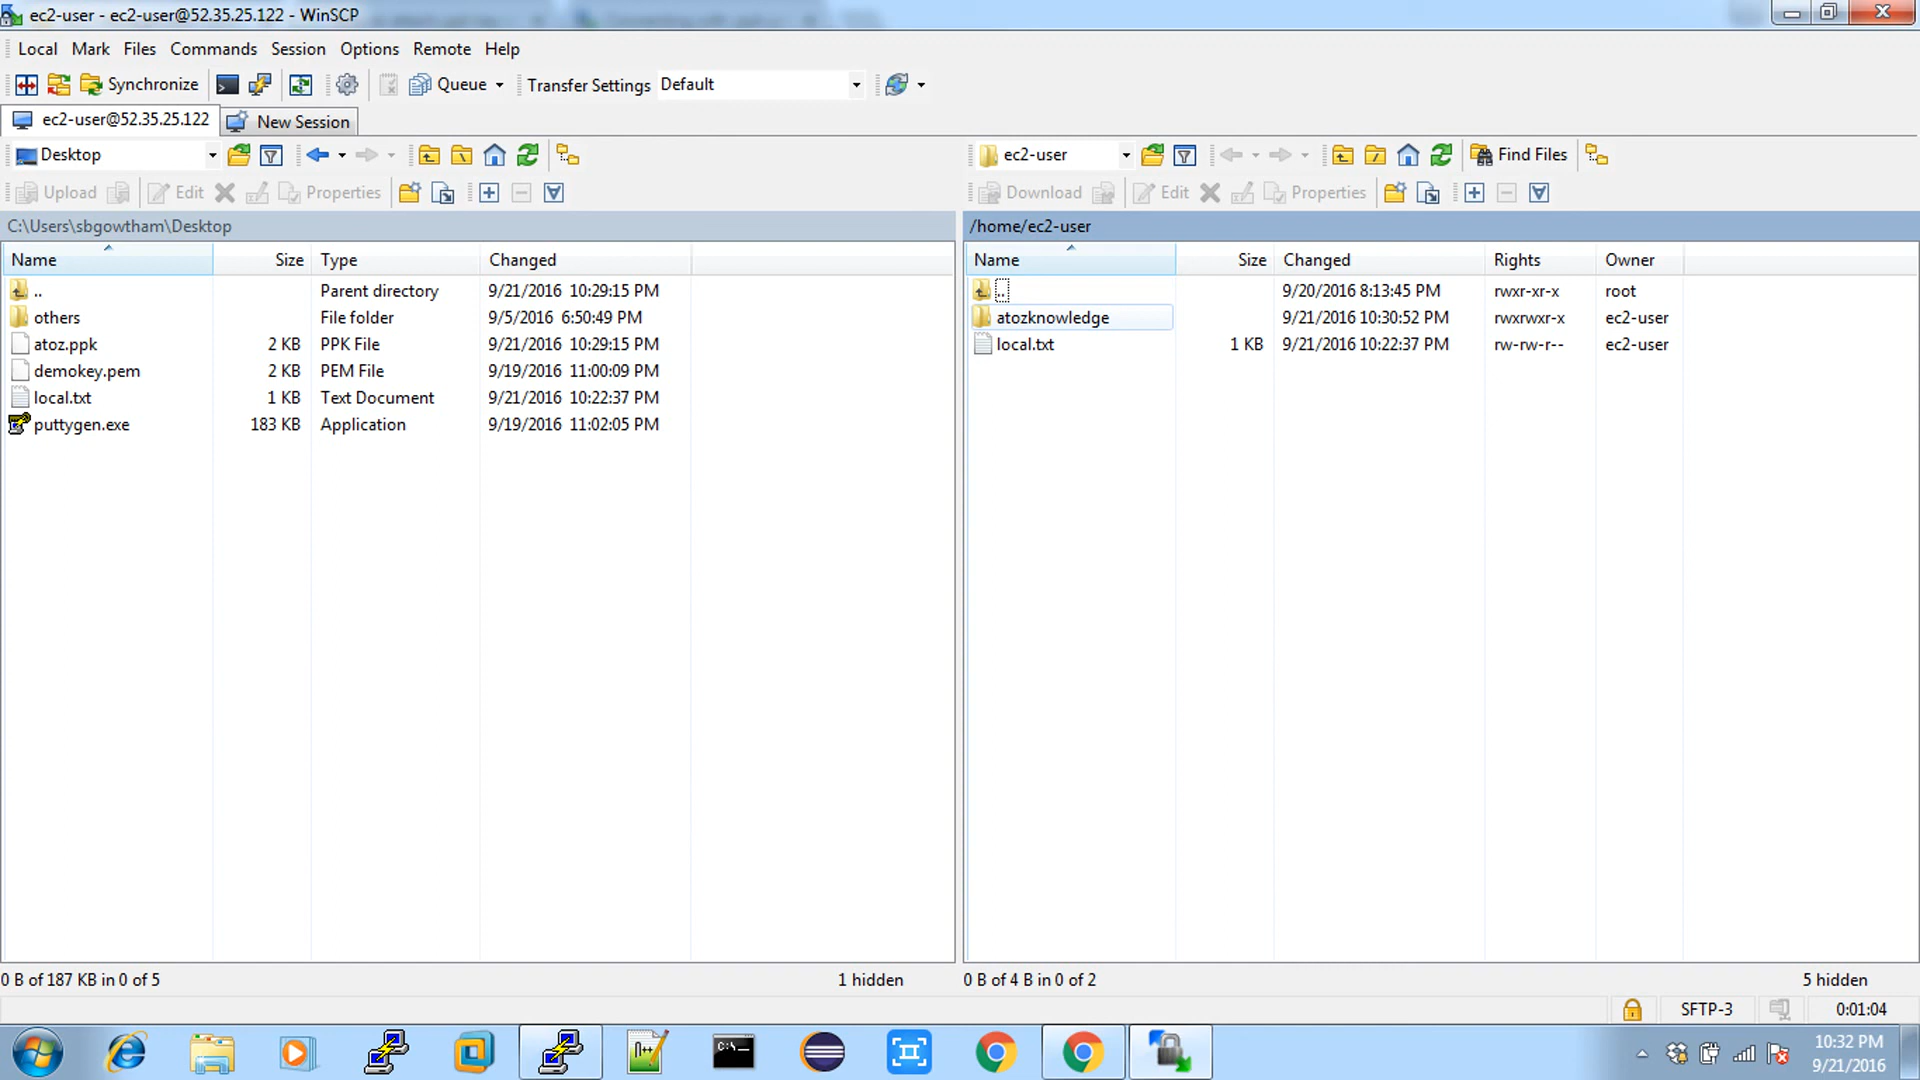 ec2-user - ec2-user@52.35.25.122 - WinSCP
Local Mark Files Commands Session Options Remote Help
Synchronize Queue Transfer Settings Default
ec2-user@52.35.25.122 New Session
Desktop ec2-user Find Files
Upload Edit Properties Download Edit Properties
C:\Users\sbgowtham\Desktop /home/ec2-user
Name Size Type Changed Name Size Changed Rights Owner
.. Parent directory 9/21/2016 10:29:15 PM .. 9/20/2016 8:13:45 PM rwxr-xr-x root
others File folder 9/5/2016 6:50:49 PM atozknowledge 9/21/2016 10:30:52 PM rwxrwxr-x ec2-user
atoz.ppk 2 KB PPK File 9/21/2016 10:29:15 PM local.txt 1 KB 9/21/2016 10:22:37 PM rw-rw-r-- ec2-user
demokey.pem 2 KB PEM File 9/19/2016 11:00:09 PM
local.txt 1 KB Text Document 9/21/2016 10:22:37 PM
puttygen.exe 183 KB Application 9/19/2016 11:02:05 PM
0 B of 187 KB in 0 of 5 1 hidden 0 B of 4 B in 0 of 2 5 hidden
SFTP-3 0:01:04
C:\
10:32 PM
9/21/2016